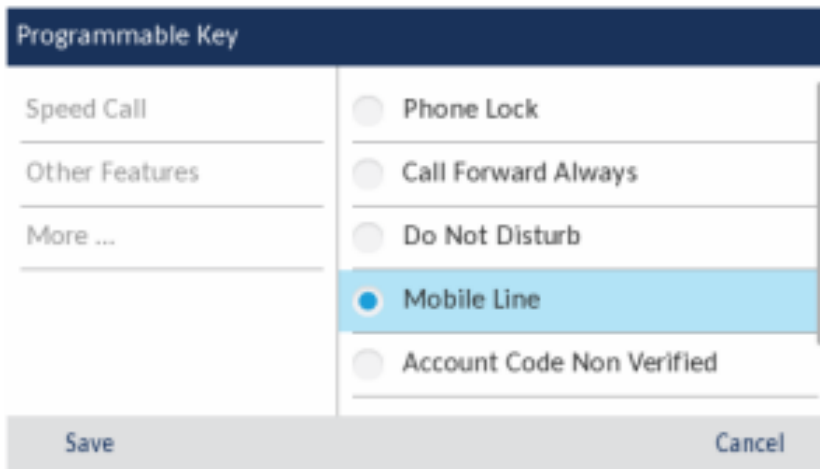 Programmable Key
Speed Call
Other Features
More ...
Phone Lock
Call Forward Always
Do Not Disturb
Mobile Line
Account Code Non Verified
Save
Cancel